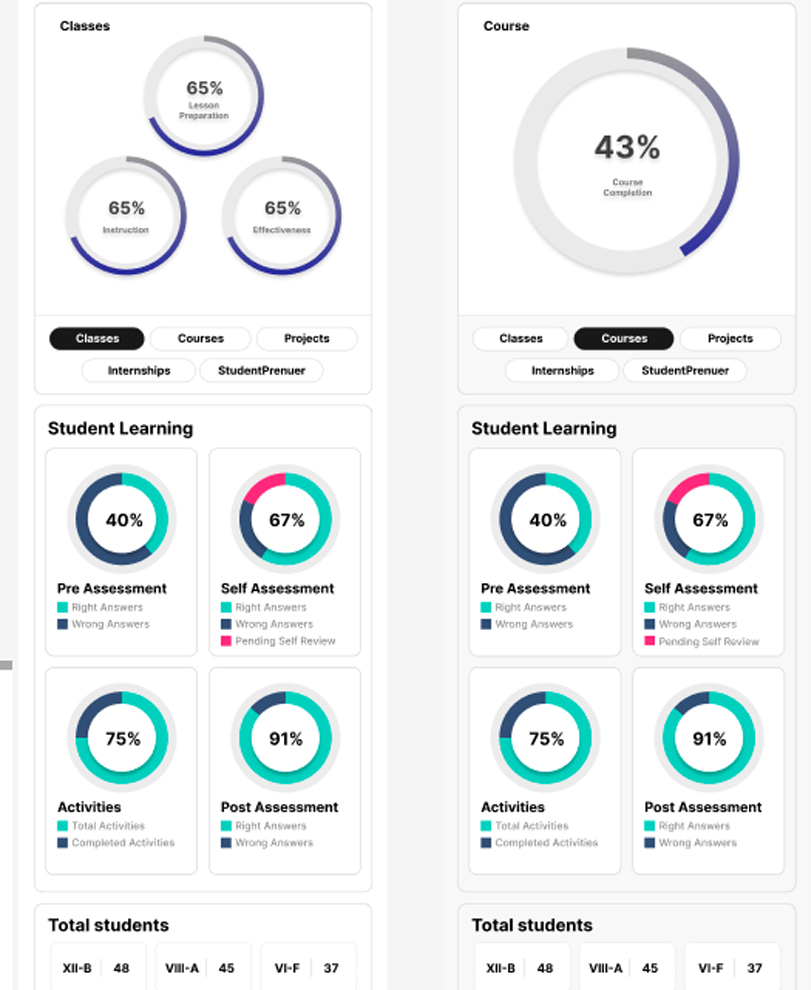 Classes
65%
Lesson
Preparation
65%
Instruction
65%
Effectiveness
Classes
Courses
Projects
Internships
StudentPrenuer
Student Learning
40%
Pre Assessment
Right Answers
Wrong Answers
67%
Self Assessment
Right Answers
Wrong Answers
Pending Self Review
75%
Activities
Total Activities
Completed Activities
91%
Post Assessment
Right Answers
Wrong Answers
Total students
XII-B 48
VIII-A 45
VI-F 37
Course
43%
Course
Completion
Classes
Courses
Projects
Internships
StudentPrenuer
Student Learning
40%
Pre Assessment
Right Answers
Wrong Answers
67%
Self Assessment
Right Answers
Wrong Answers
Pending Self Review
75%
Activities
Total Activities
Completed Activities
91%
Post Assessment
Right Answers
Wrong Answers
Total students
XII-B 48
VIII-A 45
VI-F 37